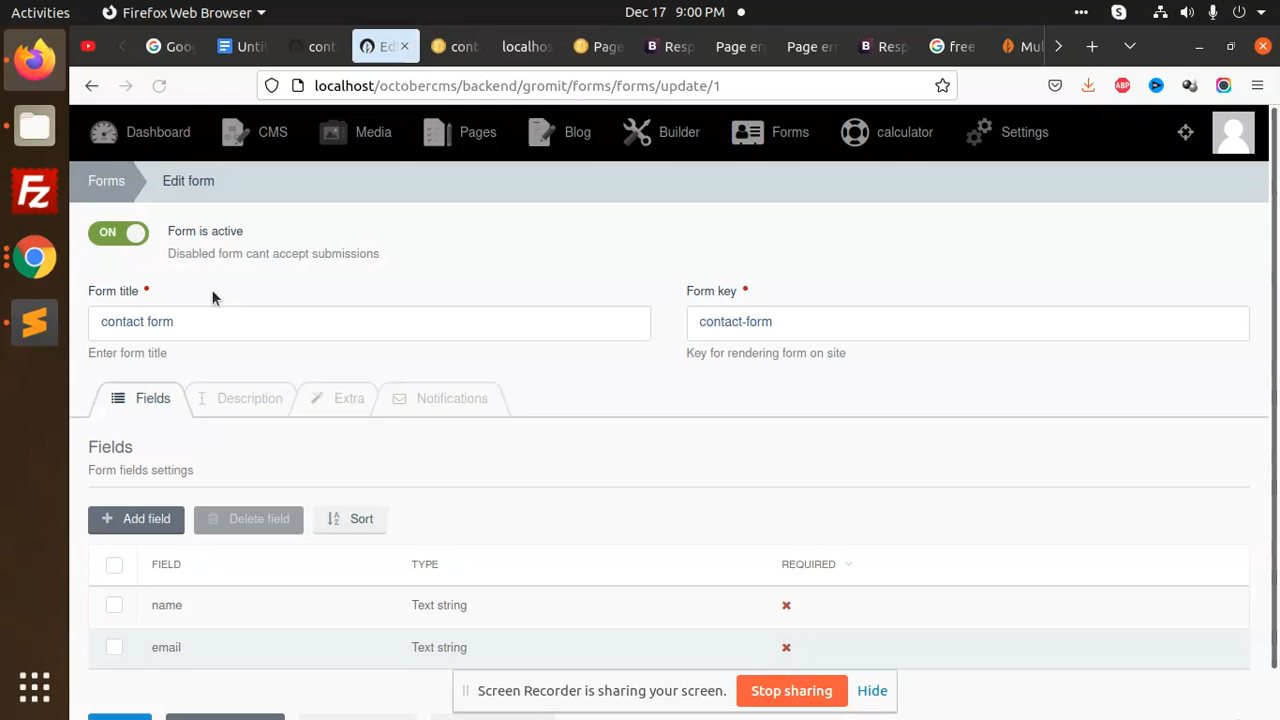 Activities
Firefox Web Browser
Dec 17 9:00 PM
Goo
Unti
cont
Ed
cont
localhos
Page
Resp
Page er
Page er
Resp
free
Mul
localhost/octobercms/backend/gromit/forms/forms/update/1
ABP
Dashboard
CMS
Media
Pages
Blog
Builder
Forms
calculator
Settings
Forms
Edit form
ON
Form is active
Disabled form cant accept submissions
Form title
Form key
contact form
contact-form
Enter form title
Key for rendering form on site
Fields
Description
Extra
Notifications
Fields
Form fields settings
Add field
Delete field
Sort
FIELD
TYPE
REQUIRED
name
Text string
email
Text string
Screen Recorder is sharing your screen.
Stop sharing
Hide